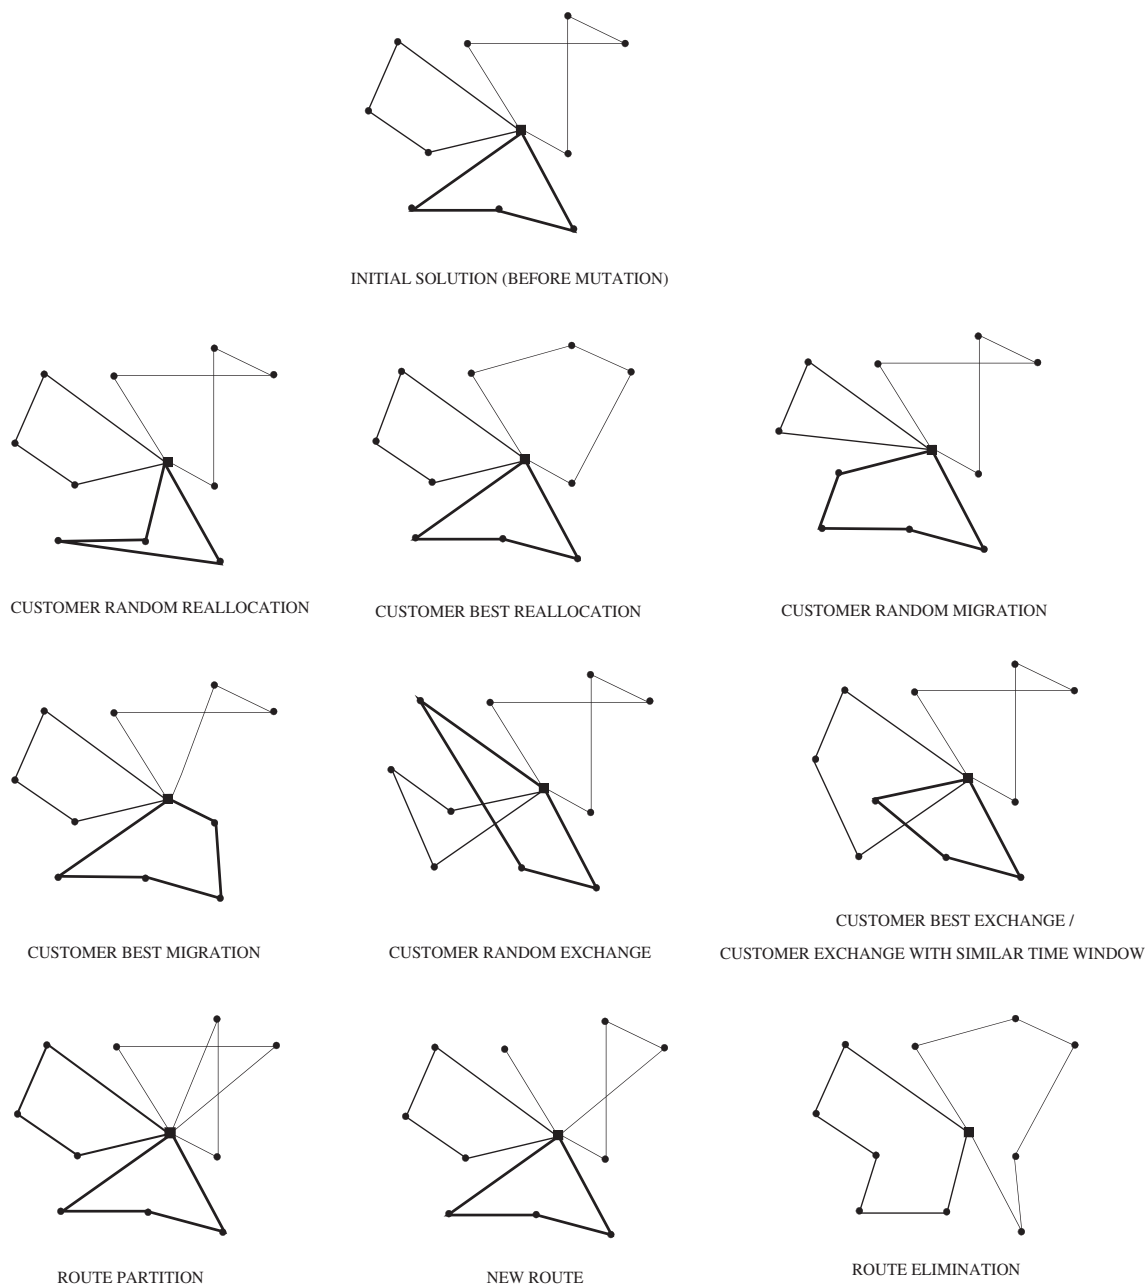 INITIAL SOLUTION (BEFORE MUTATION)
CUSTOMER RANDOM REALLOCATION
CUSTOMER BEST REALLOCATION
CUSTOMER RANDOM MIGRATION
CUSTOMER BEST MIGRATION
CUSTOMER RANDOM EXCHANGE
CUSTOMER BEST EXCHANGE /
CUSTOMER EXCHANGE WITH SIMILAR TIME WINDOW
ROUTE PARTITION
NEW ROUTE
ROUTE ELIMINATION